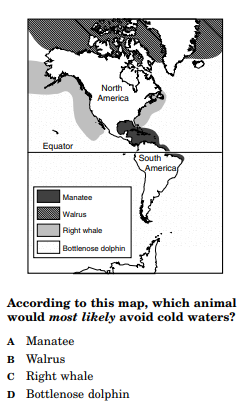 North
America
Equator
South
America
Manatee
Walrus
Right whale
Bottlenose dolphin
According to this map, which animal
would most likely avoid cold waters?
A Manatee
B Walrus
C Right whale
D Bottlenose dolphin